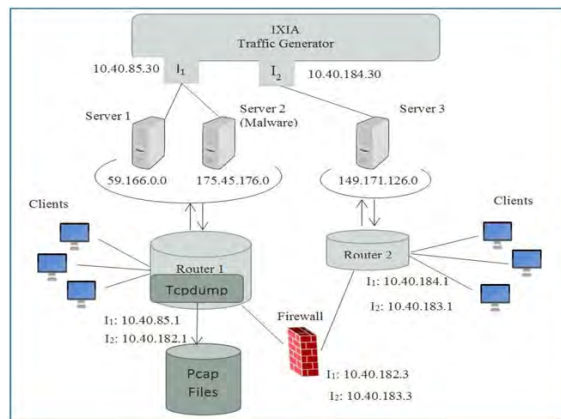 IXIA
Traffic Generator
I1
I2
10.40.85.30
10.40.184.30
Server 1
Server 2
(Malware)
Server 3
59.166.0.0
175.45.176.0
149.171.126.0
Clients
Clients
Router 1
Tcpdump
Router 2
I1: 10.40.85.1
I2: 10.40.182.1
I1: 10.40.184.1
I2: 10.40.183.1
Firewall
Pcap
Files
I1: 10.40.182.3
I2: 10.40.183.3